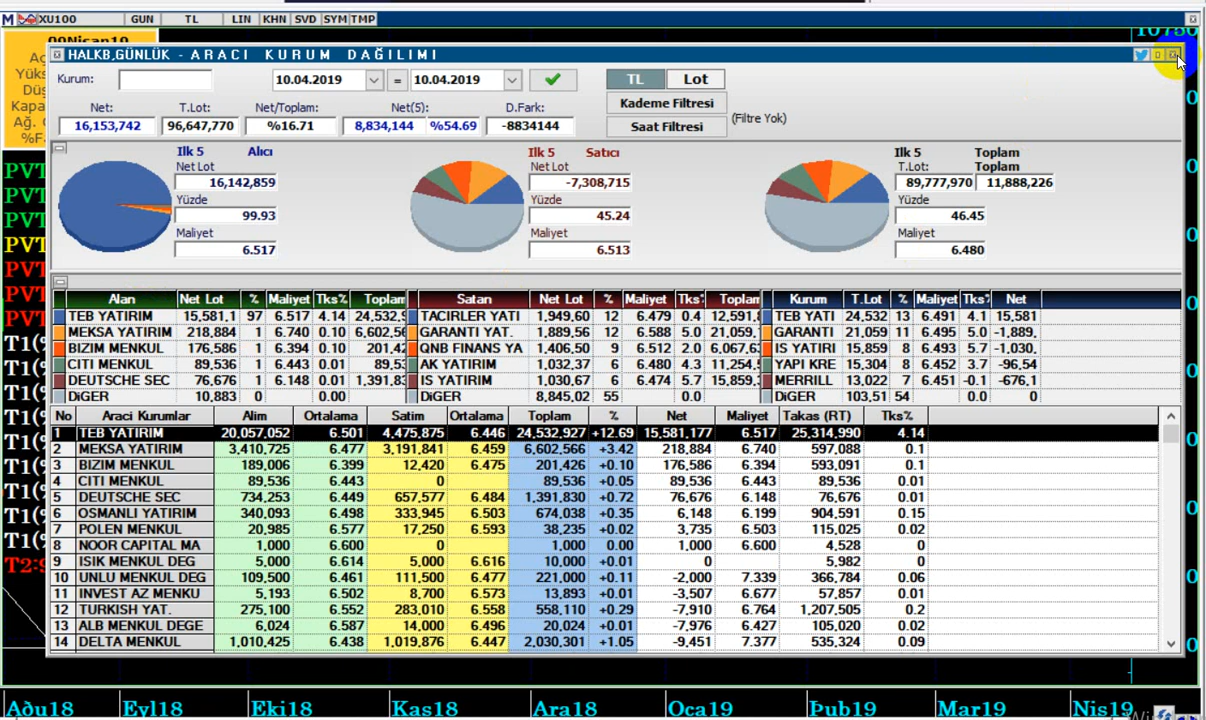 M XU100 GUN TL LIN KHN SVD SYM TMP
09Nisan19
10750
HALKB,GÜNLÜK - ARACI KURUM DAĞILIMI
Kurum: 10.04.2019 = 10.04.2019 TL Lot
Kademe Filtresi
Saat Filtresi (Filtre Yok)
Net: T.Lot: Net/Toplam: Net(5): D.Fark:
16,153,742 96,647,770 %16.71 8,834,144 %54.69 -8834144
Ilk 5 Alıcı
Net Lot
16,142,859
Yüzde
99.93
Maliyet
6.517
Ilk 5 Satıcı
Net Lot
-7,308,715
Yüzde
45.24
Maliyet
6.513
Ilk 5 Toplam
T.Lot: Toplam
89,777,970 11,888,226
Yüzde
46.45
Maliyet
6.480
Alan Net Lot % Maliyet Tks% Toplam Satan Net Lot % Maliyet Tks% Toplam Kurum T.Lot % Maliyet Tks% Net
TEB YATIRIM 15,581,1 97 6.517 4.14 24,532,9 TACIRLER YATI 1,949,60 12 6.479 0.4 12,591,8 TEB YATI 24,532 13 6.491 4.1 15,581
MEKSA YATIRIM 218,884 1 6.740 0.10 6,602,56 GARANTI YAT. 1,889,56 12 6.588 5.0 21,059, GARANTI 21,059 11 6.495 5.0 -1,889,
BIZIM MENKUL 176,586 1 6.394 0.10 201,42 QNB FINANS YA 1,406,50 9 6.512 2.0 6,067,6 IS YATIRI 15,859 8 6.493 5.7 -1,030,
CITI MENKUL 89,536 1 6.443 0.01 89,53 AK YATIRIM 1,032,37 6 6.480 4.3 11,254, YAPI KRE 15,304 8 6.452 3.7 -96,54
DEUTSCHE SEC 76,676 1 6.148 0.01 1,391,83 IS YATIRIM 1,030,67 6 6.474 5.7 15,859, MERRILL 13,022 7 6.451 -0.1 -676,1
DiGER 10,883 0 0.00 DiGER 8,845,02 55 0.0 DiGER 103,51 54 0.0 0
No Araci Kurumlar Alim Ortalama Satim Ortalama Toplam % Net Maliyet Takas (RT) Tks%
1 TEB YATIRIM 20,057,052 6.501 4,475,875 6.446 24,532,927 +12.69 15,581,177 6.517 25,314,990 4.14
2 MEKSA YATIRIM 3,410,725 6.477 3,191,841 6.459 6,602,566 +3.42 218,884 6.740 597,088 0.1
3 BIZIM MENKUL 189,006 6.399 12,420 6.475 201,426 +0.10 176,586 6.394 593,091 0.1
4 CITI MENKUL 89,536 6.443 0 89,536 +0.05 89,536 6.443 89,536 0.01
5 DEUTSCHE SEC 734,253 6.449 657,577 6.484 1,391,830 +0.72 76,676 6.148 76,676 0.01
6 OSMANLI YATIRIM 340,093 6.498 333,945 6.503 674,038 +0.35 6,148 6.199 904,591 0.15
7 POLEN MENKUL 20,985 6.577 17,250 6.593 38,235 +0.02 3,735 6.503 115,025 0.02
8 NOOR CAPITAL MA 1,000 6.600 0 1,000 0.00 1,000 6.600 4,528 0
9 ISIK MENKUL DEG 5,000 6.614 5,000 6.616 10,000 +0.01 0 5,982 0
10 UNLU MENKUL DEG 109,500 6.461 111,500 6.477 221,000 +0.11 -2,000 7.339 366,784 0.06
11 INVEST AZ MENKU 5,193 6.502 8,700 6.573 13,893 +0.01 -3,507 6.677 57,857 0.01
12 TURKISH YAT. 275,100 6.552 283,010 6.558 558,110 +0.29 -7,910 6.764 1,207,505 0.2
13 ALB MENKUL DEGE 6,024 6.587 14,000 6.496 20,024 +0.01 -7,976 6.427 105,020 0.02
14 DELTA MENKUL 1,010,425 6.438 1,019,876 6.447 2,030,301 +1.05 -9,451 7.377 535,324 0.09
Aðu18 Eyl18 Eki18 Kas18 Ara18 Oca19 Þub19 Mar19 Nis19